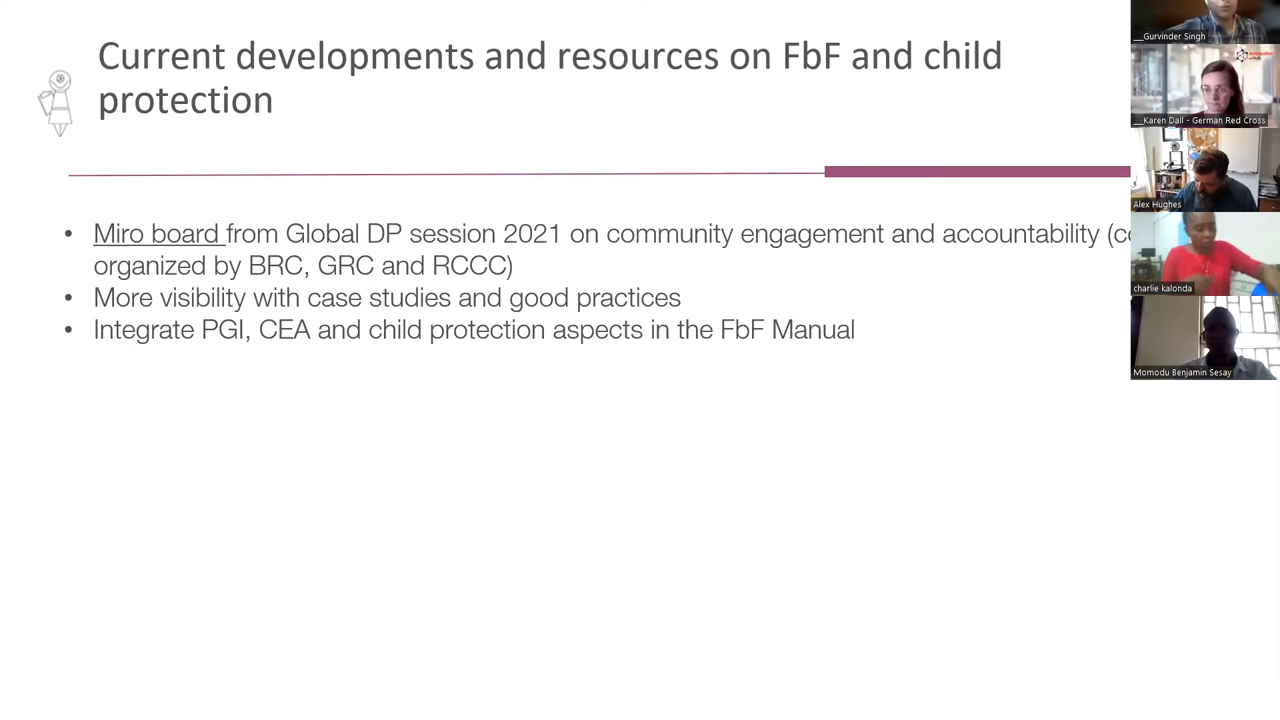 Current developments and resources on FbF and child
protection
Miro board from Global DP session 2021 on community engagement and accountability
organized by BRC, GRC and RCCC)
More visibility with case studies and good practices
Integrate PGI, CEA and child protection aspects in the FbF Manual
__Gurvinder Singh
__Karen Dall - German Red Cross
Alex Hughes
charlie kalonda
Momodu Benjamin Sesay